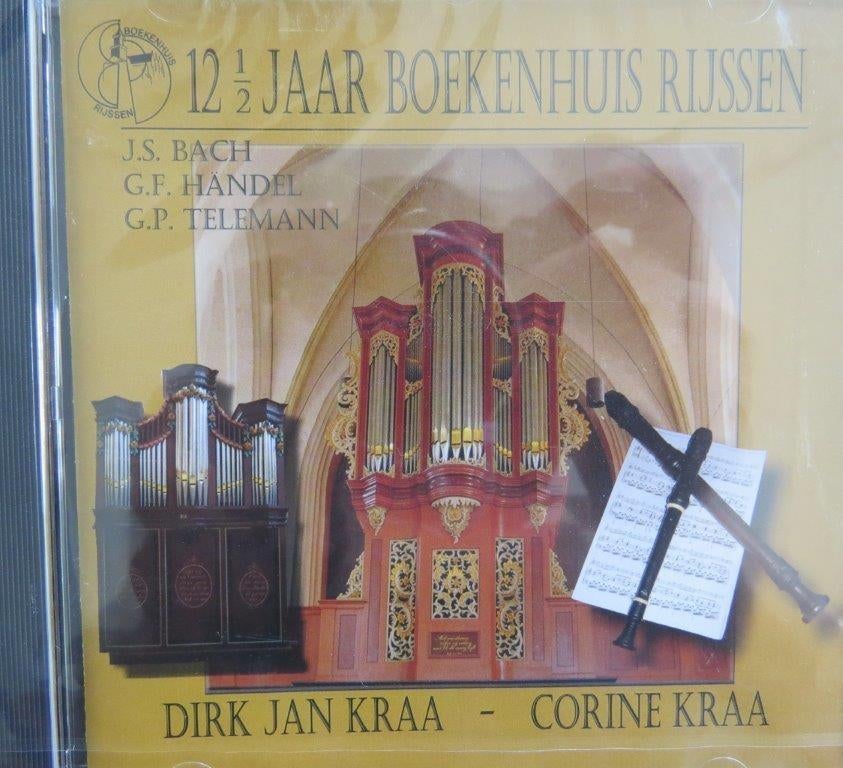 BOEKENHUIS
RIJSSEN
12 1/2 JAAR BOEKENHUIS RIJSSEN
J.S. BACH
G.F. HÄNDEL
G.P. TELEMANN
DIRK JAN KRAA - CORINE KRAA